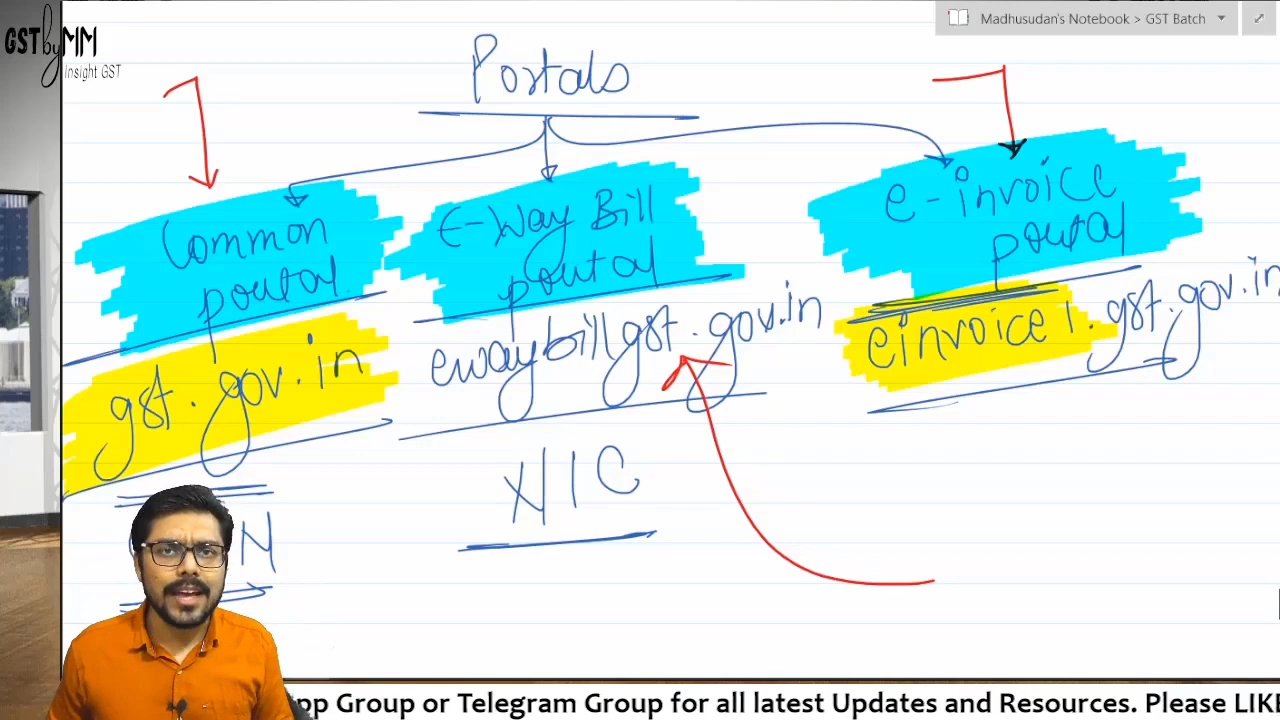 GST by MM
Insight GST
Madhusudan's Notebook > GST Batch
Portals
Common
portal
gst.gov.in
N
E-Way Bill
portal
ewaybillgst.gov.in
NIC
e-invoice
portal
einvoice1.gst.gov.in
pp Group or Telegram Group for all latest Updates and Resources. Please LIKE